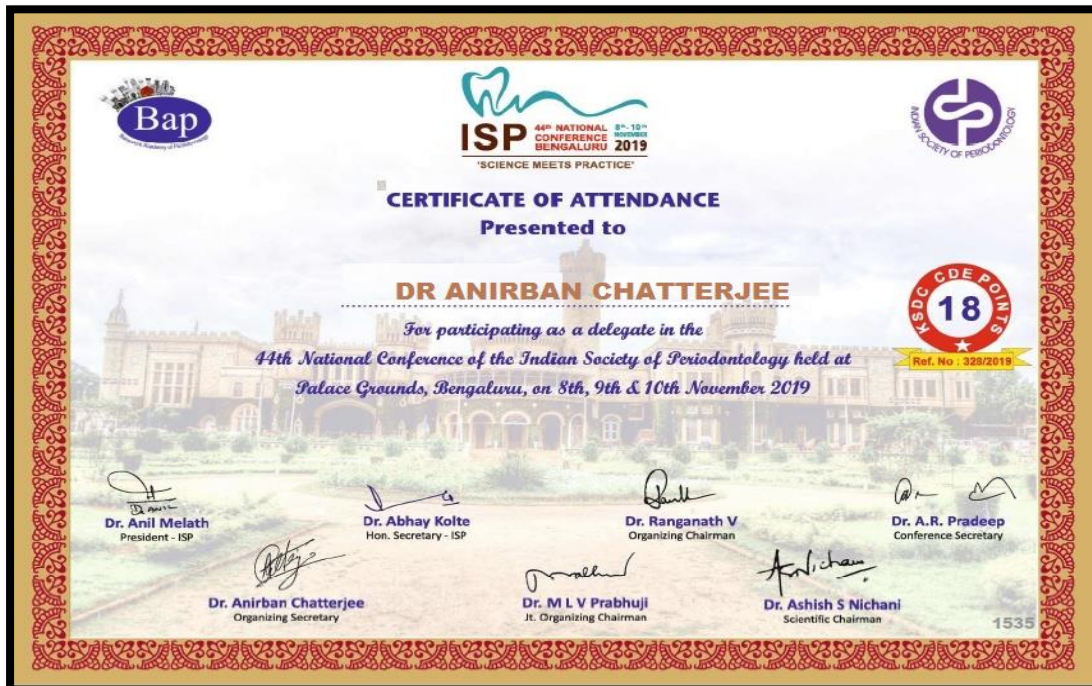 Bap
ISP 44th NATIONAL CONFERENCE BENGALURU 8th - 10th NOVEMBER 2019
'SCIENCE MEETS PRACTICE'
INDIAN SOCIETY OF PERIODONTOLOGY
CERTIFICATE OF ATTENDANCE
Presented to
DR ANIRBAN CHATTERJEE
For participating as a delegate in the
44th National Conference of the Indian Society of Periodontology held at
Palace Grounds, Bengaluru, on 8th, 9th & 10th November 2019
KSDC CDE POINTS
18
Ref. No : 328/2019
Dr. Anil Melath
President - ISP
Dr. Abhay Kolte
Hon. Secretary - ISP
Dr. Ranganath V
Organizing Chairman
Dr. A.R. Pradeep
Conference Secretary
Dr. Anirban Chatterjee
Organizing Secretary
Dr. M L V Prabhuji
Jt. Organizing Chairman
Dr. Ashish S Nichani
Scientific Chairman
1535